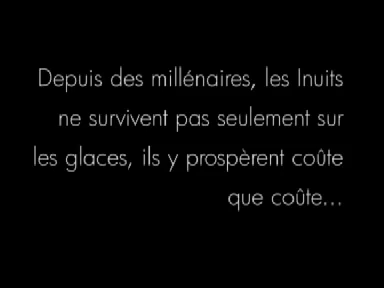 Depuis des millénaires, les Inuits
ne survivent pas seulement sur
les glaces, ils y prospèrent coûte
que coûte...